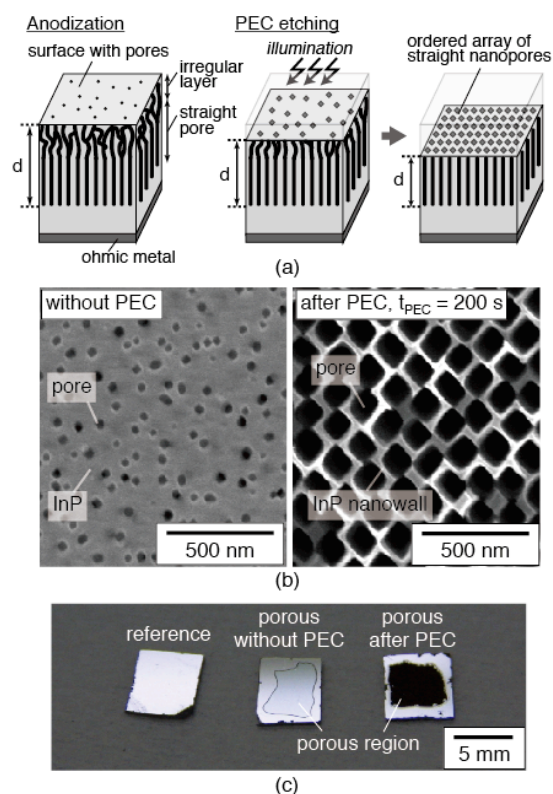 Anodization
PEC etching
surface with pores
illumination
ordered array of
straight nanopores
irregular
layer
straight
pore
d
d
d
ohmic metal
(a)
without PEC
after PEC, tPEC = 200 s
pore
pore
InP
InP nanowall
500 nm
500 nm
(b)
reference
porous
without PEC
porous
after PEC
porous region
5 mm
(c)